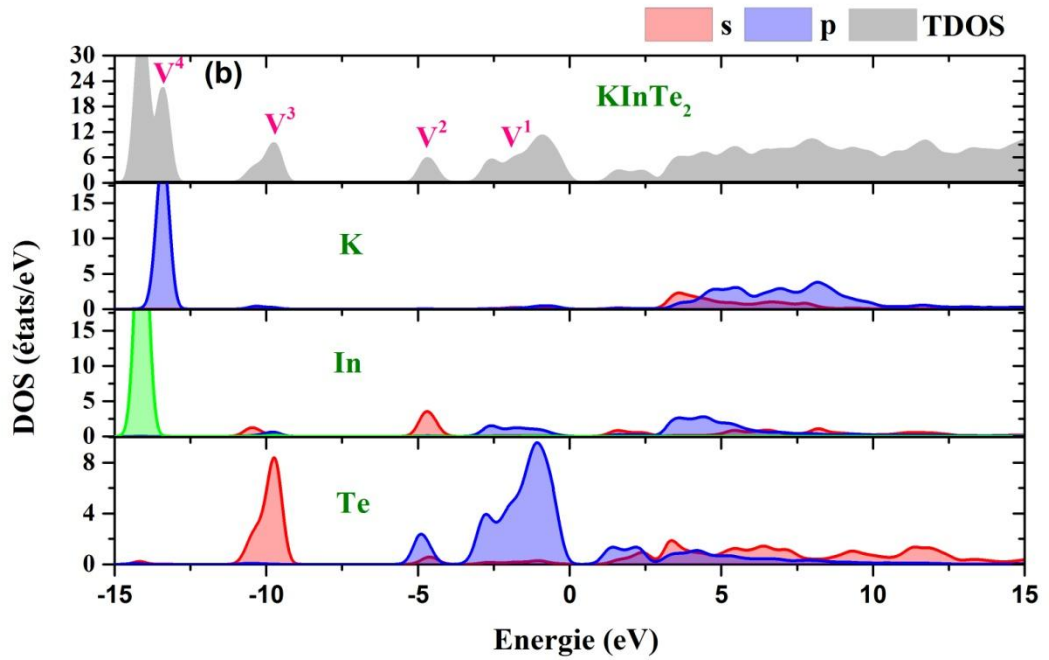 s p TDOS
(b)
KInTe₂
V⁴
V³
V²
V¹
30
24
18
12
6
0
K
15
10
5
0
In
15
10
5
0
Te
8
4
0
-15 -10 -5 0 5 10 15
DOS (états/eV)
Energie (eV)